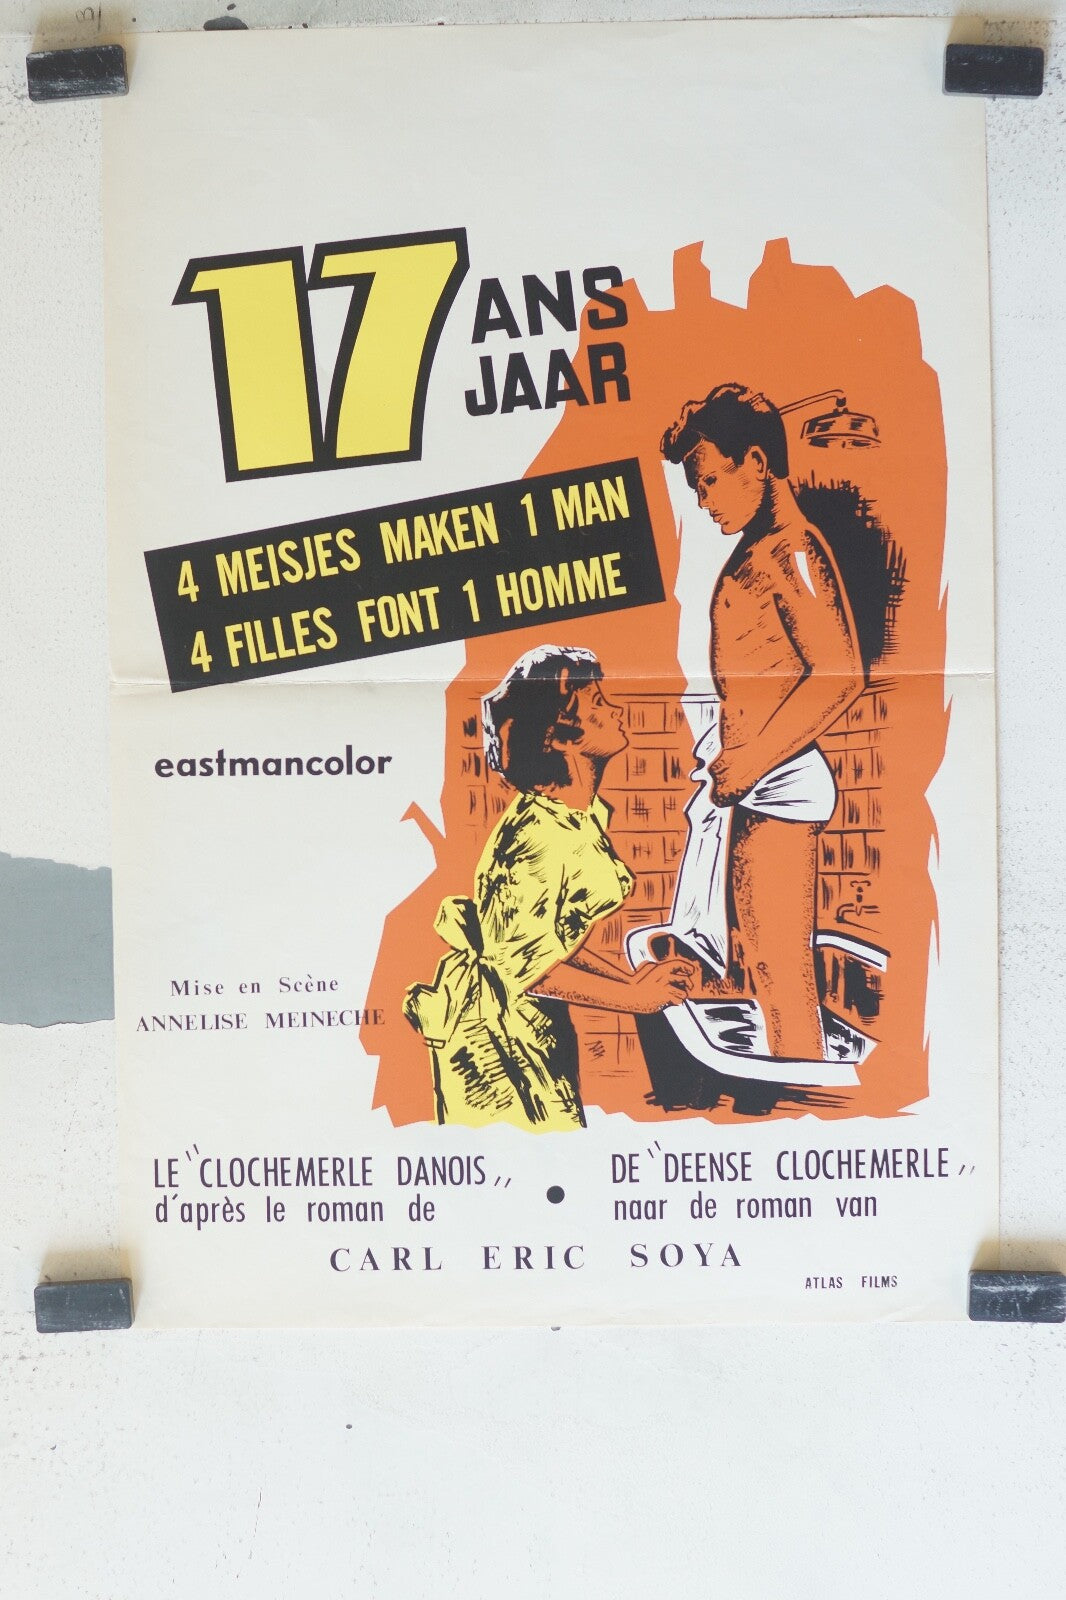 17 ANS
JAAR
4 MEISJES MAKEN 1 MAN
4 FILLES FONT 1 HOMME
eastmancolor
Mise en Scène
ANNELISE MEINECHE
LE "CLOCHEMERLE DANOIS„
d'après le roman de
●
DE "DEENSE CLOCHEMERLE„
naar de roman van
CARL ERIC SOYA
ATLAS FILMS